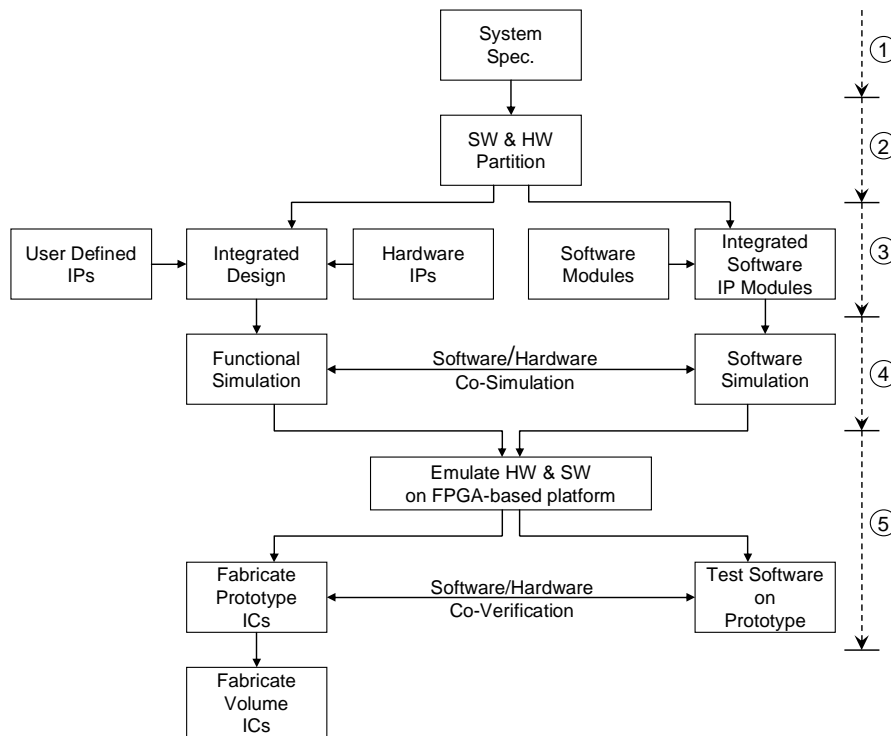 System
Spec.
①
SW & HW
Partition
②
User Defined
IPs
Integrated
Design
Hardware
IPs
Software
Modules
Integrated
Software
IP Modules
③
Functional
Simulation
Software/Hardware
Co-Simulation
Software
Simulation
④
Emulate HW & SW
on FPGA-based platform
⑤
Fabricate
Prototype
ICs
Software/Hardware
Co-Verification
Test Software
on
Prototype
Fabricate
Volume
ICs